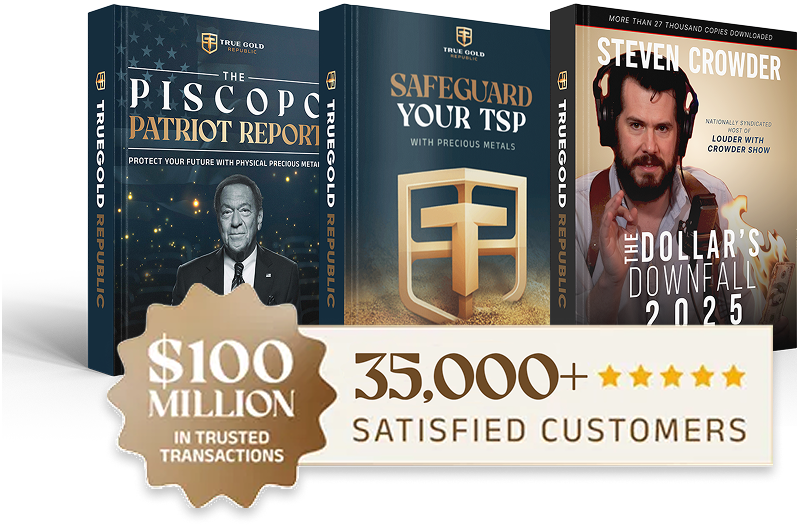 TRUE GOLD
REPUBLIC
THE
PISCOPO
PATRIOT REPORT
PROTECT YOUR FUTURE WITH PHYSICAL PRECIOUS METAL
TRUEGOLD REPUBLIC
TRUE GOLD
REPUBLIC
SAFEGUARD
YOUR TSP
WITH PRECIOUS METALS
TRUEGOLD REPUBLIC
MORE THAN 27 THOUSAND COPIES DOWNLOADED
STEVEN CROWDER
NATIONALLY SYNDICATED
HOST OF
LOUDER WITH
CROWDER SHOW
THE DOLLAR'S
DOWNFALL
2025
TRUEGOLD REPUBLIC
$100
MILLION
IN TRUSTED
TRANSACTIONS
35,000+
SATISFIED CUSTOMERS